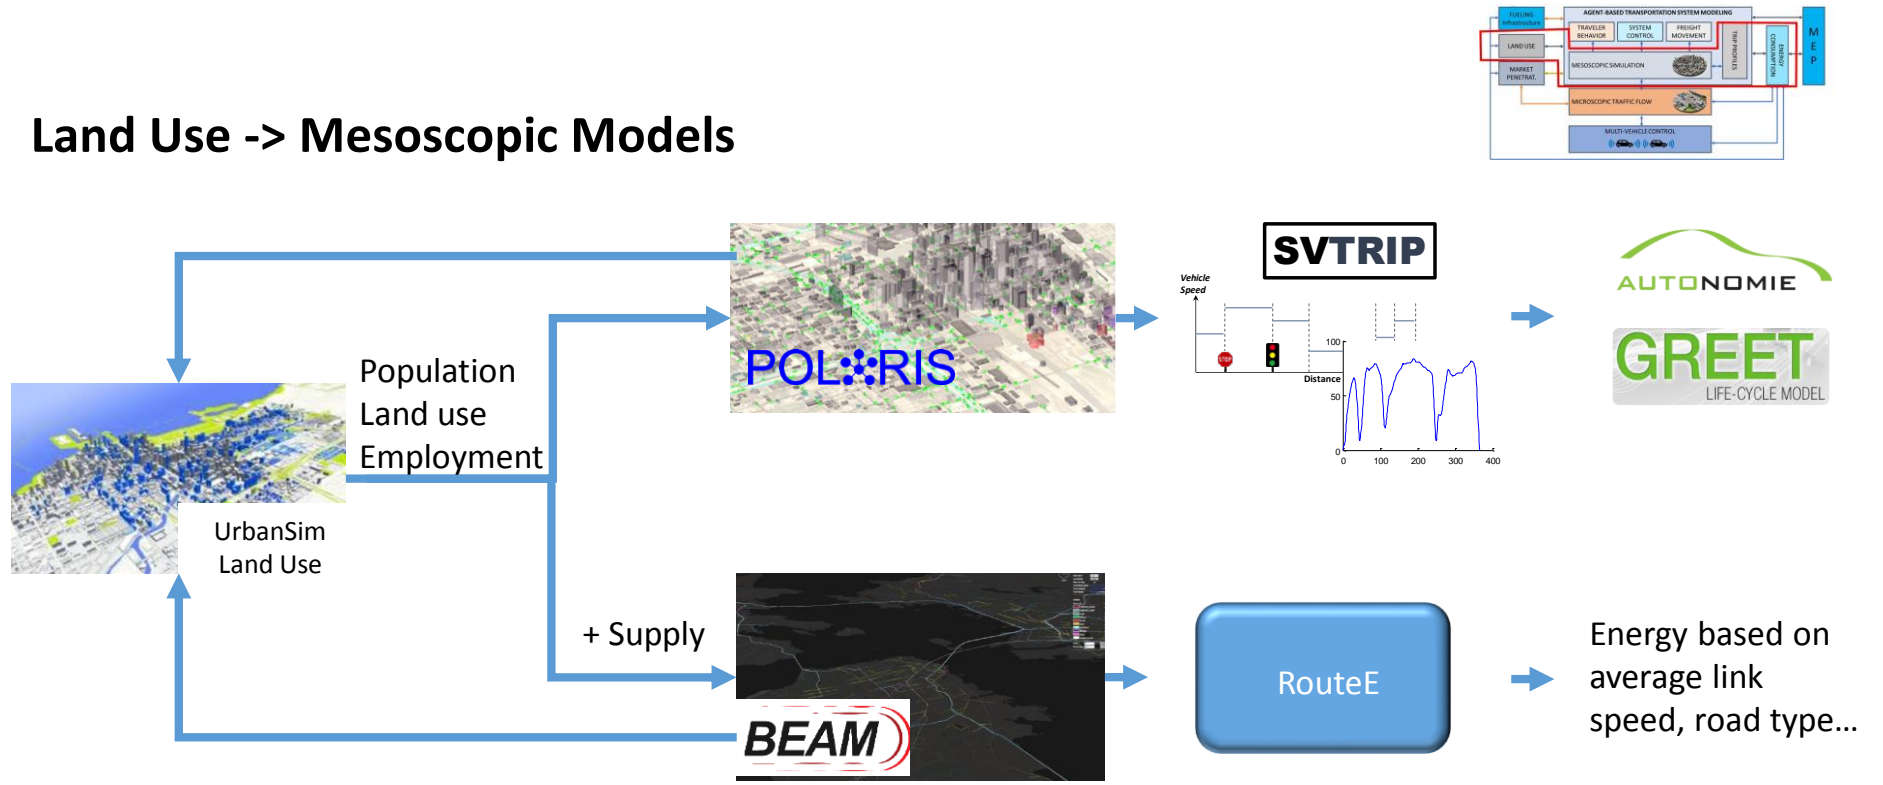 FUELING
Infrastructure
AGENT-BASED TRANSPORTATION SYSTEM MODELING
TRAVELER
BEHAVIOR
SYSTEM
CONTROL
FREIGHT
MOVEMENT
TRIP PROFILES
ENERGY
CONSUMPTION
M
E
P
LAND USE
MESOSCOPIC SIMULATION
MARKET
PENETRAT.
MICROSCOPIC TRAFFIC FLOW
MULTI-VEHICLE CONTROL
Land Use -> Mesoscopic Models
Population
Land use
Employment
UrbanSim
Land Use
POLARIS
SVTRIP
Vehicle
Speed
STOP
Distance
100
50
0
0 100 200 300 400
AUTONOMIE
GREET
LIFE-CYCLE MODEL
+ Supply
BEAM
RouteE
Energy based on
average link
speed, road type...